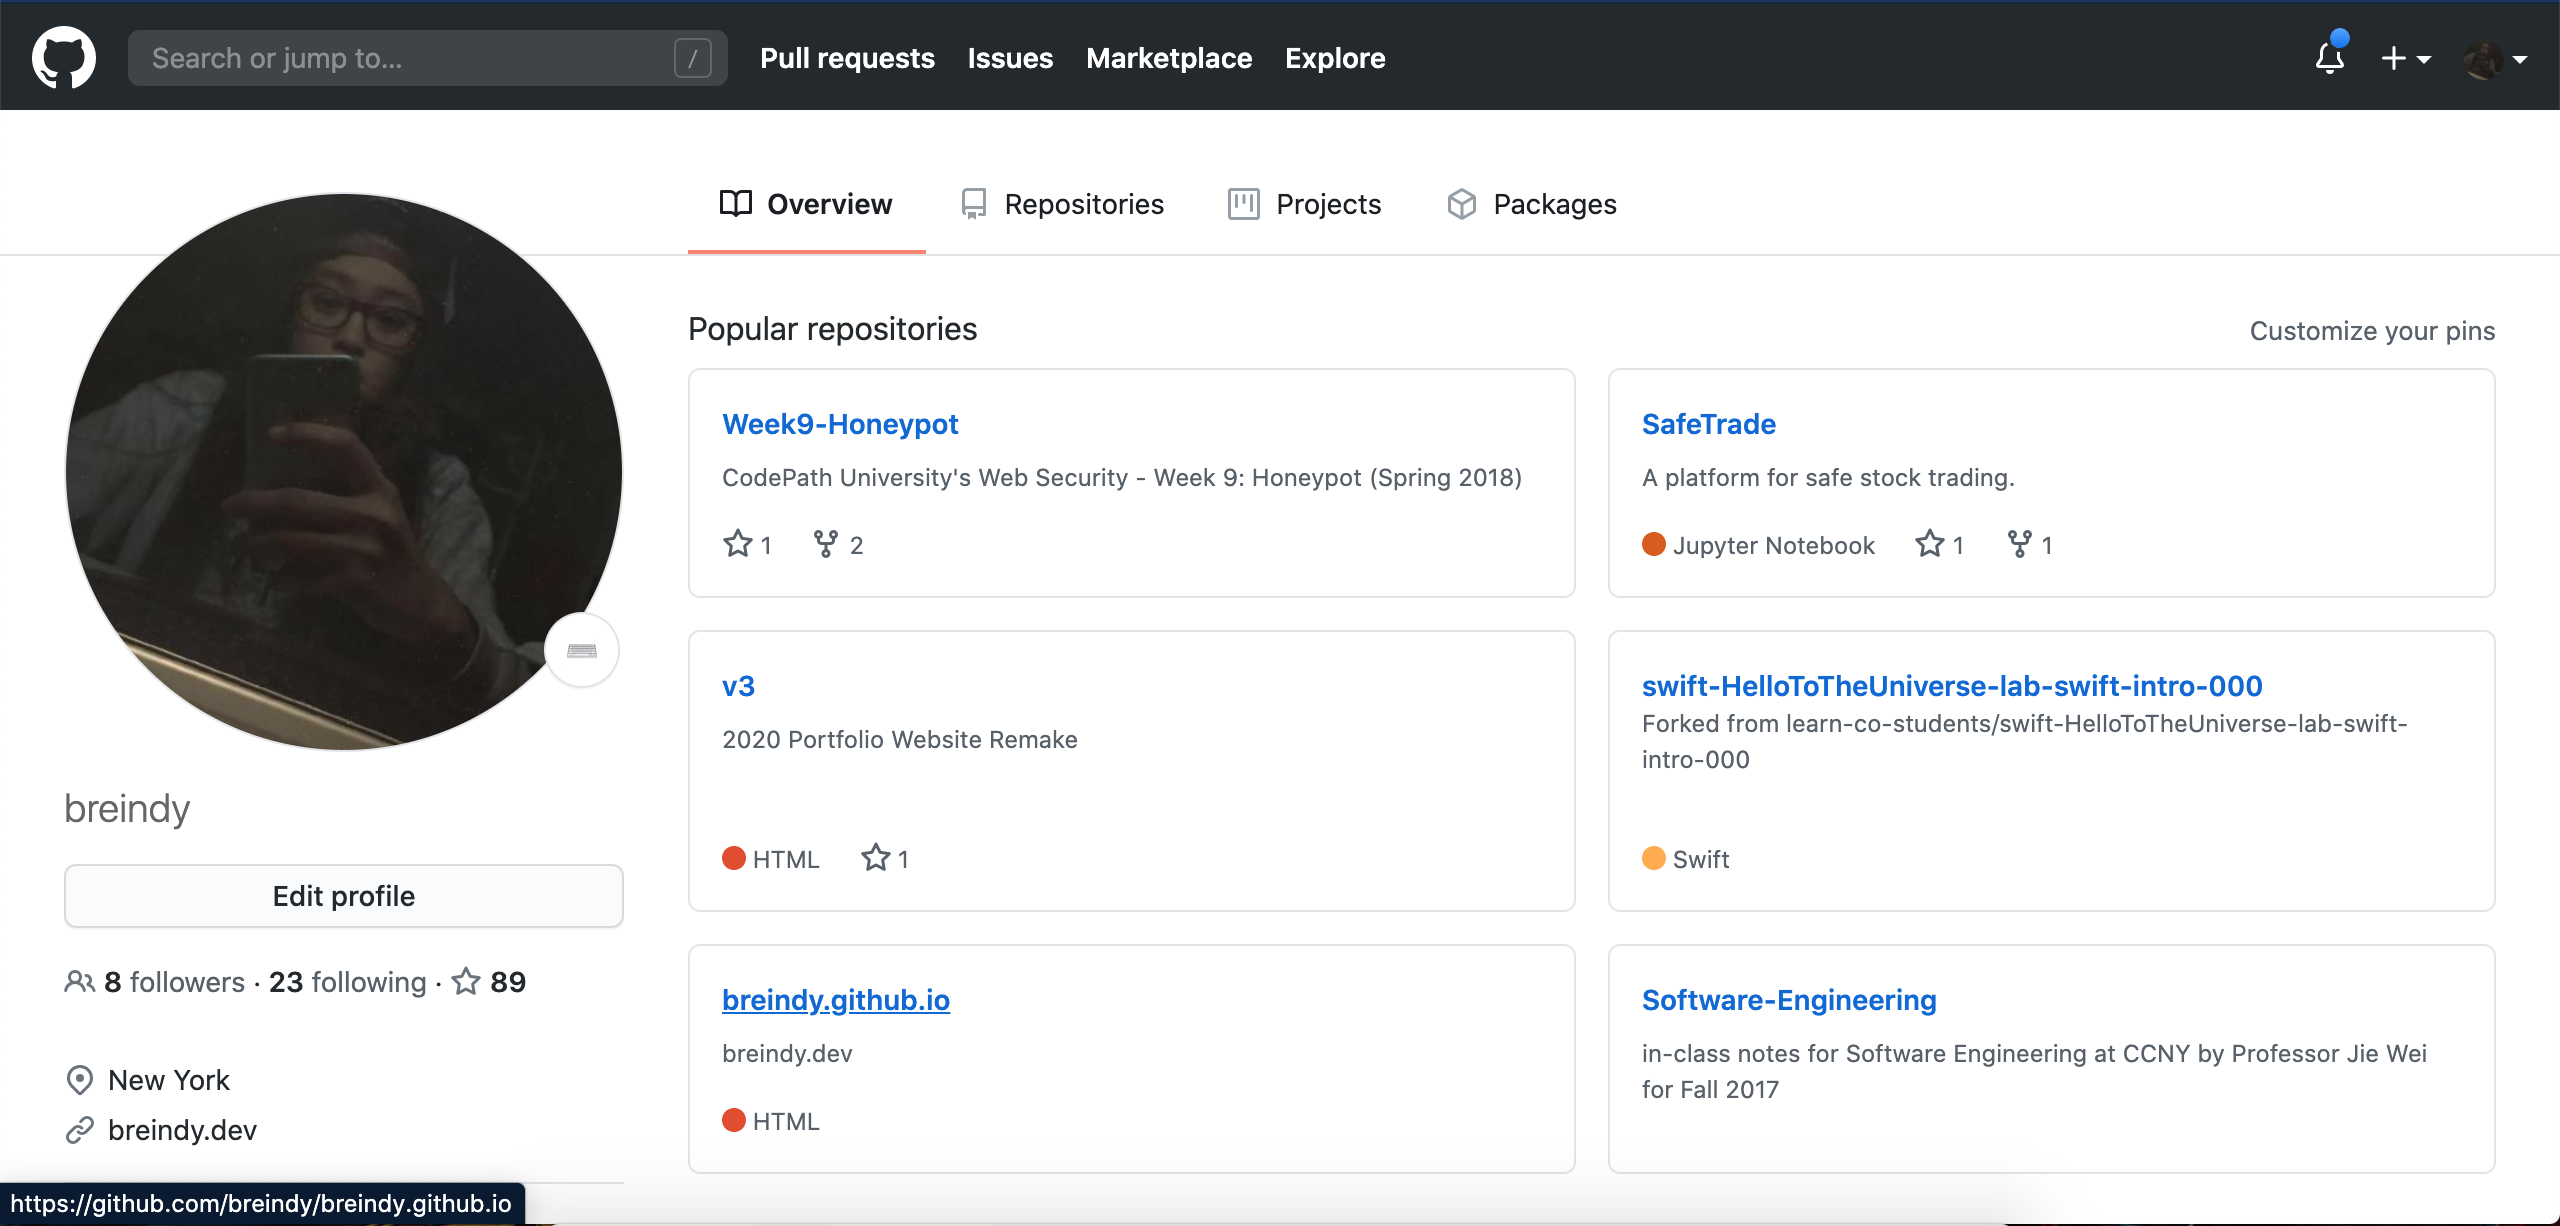 Search or jump to...
/
Pull requests
Issues
Marketplace
Explore
Overview
Repositories
Projects
Packages
breindy
Edit profile
8 followers · 23 following · 89
New York
breindy.dev
Popular repositories
Customize your pins
Week9-Honeypot
CodePath University's Web Security - Week 9: Honeypot (Spring 2018)
1
2
SafeTrade
A platform for safe stock trading.
Jupyter Notebook
1
1
v3
2020 Portfolio Website Remake
HTML
1
swift-HelloToTheUniverse-lab-swift-intro-000
Forked from learn-co-students/swift-HelloToTheUniverse-lab-swift-
intro-000
Swift
breindy.github.io
breindy.dev
HTML
Software-Engineering
in-class notes for Software Engineering at CCNY by Professor Jie Wei
for Fall 2017
https://github.com/breindy/breindy.github.io